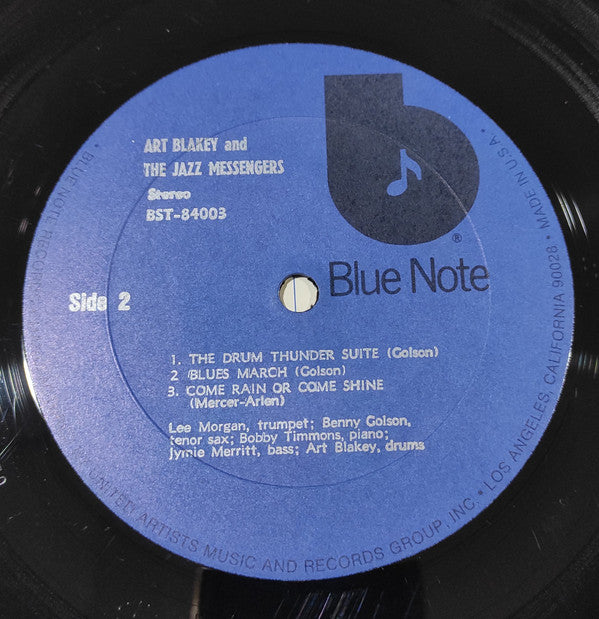 ART BLAKEY and
THE JAZZ MESSENGERS
Stereo
BST-84003
b
®
Blue Note
Side 2
1. THE DRUM THUNDER SUITE (Golson)
2 BLUES MARCH (Golson)
3. COME RAIN OR COME SHINE
(Mercer-Arlen)
Lee Morgan, trumpet; Benny Golson,
tenor sax; Bobby Timmons, piano;
Jymie Merritt, bass; Art Blakey, drums
• BLUE NOTE RECORDS UNITED ARTISTS MUSIC AND RECORDS GROUP, INC. • LOS ANGELES, CALIFORNIA 90028 • MADE IN U.S.A. •